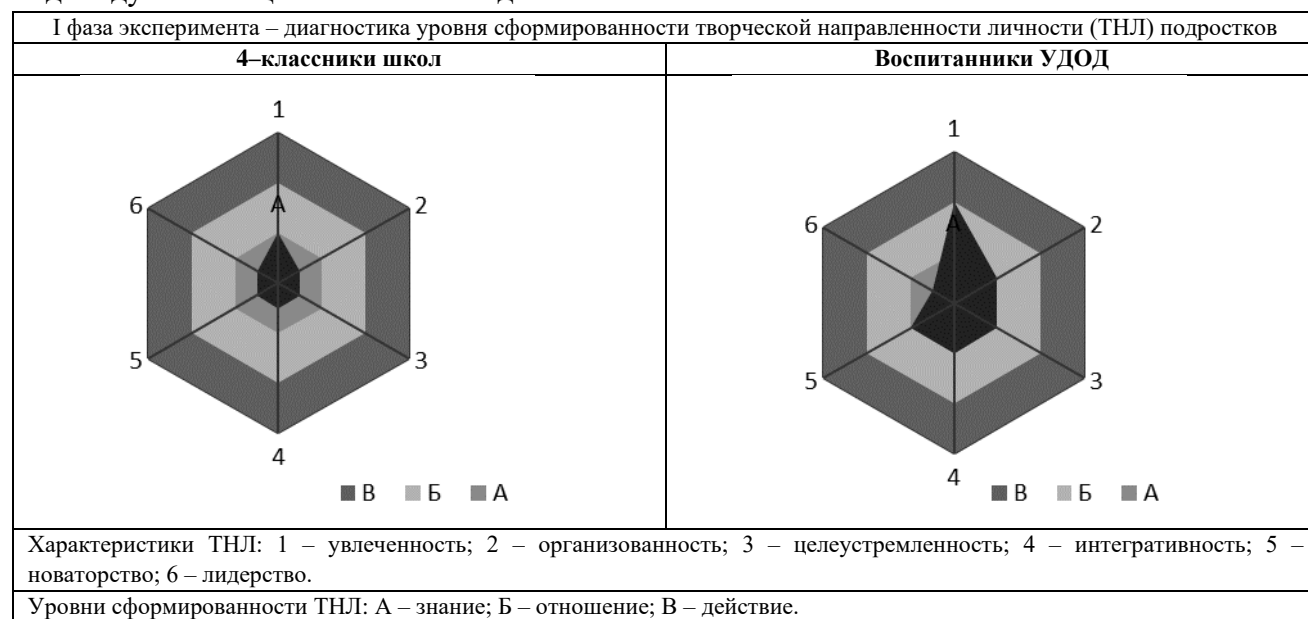 I фаза эксперимента – диагностика уровня сформированности творческой направленности личности (ТНЛ) подростков
4–классники школ
Воспитанники УДОД
1
2
3
4
5
6
А
В Б А
1
2
3
4
5
6
А
В Б А
Характеристики ТНЛ: 1 – увлеченность; 2 – организованность; 3 – целеустремленность; 4 – интегративность; 5 –
новаторство; 6 – лидерство.
Уровни сформированности ТНЛ: А – знание; Б – отношение; В – действие.